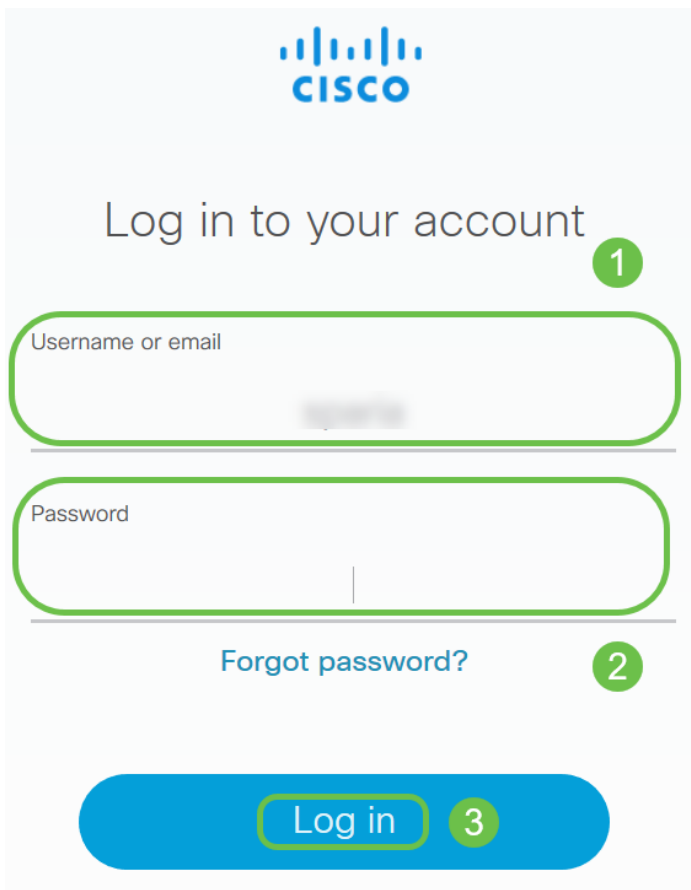 CISCO
Log in to your account
1
Username or email
Password
Forgot password?
2
Log in
3